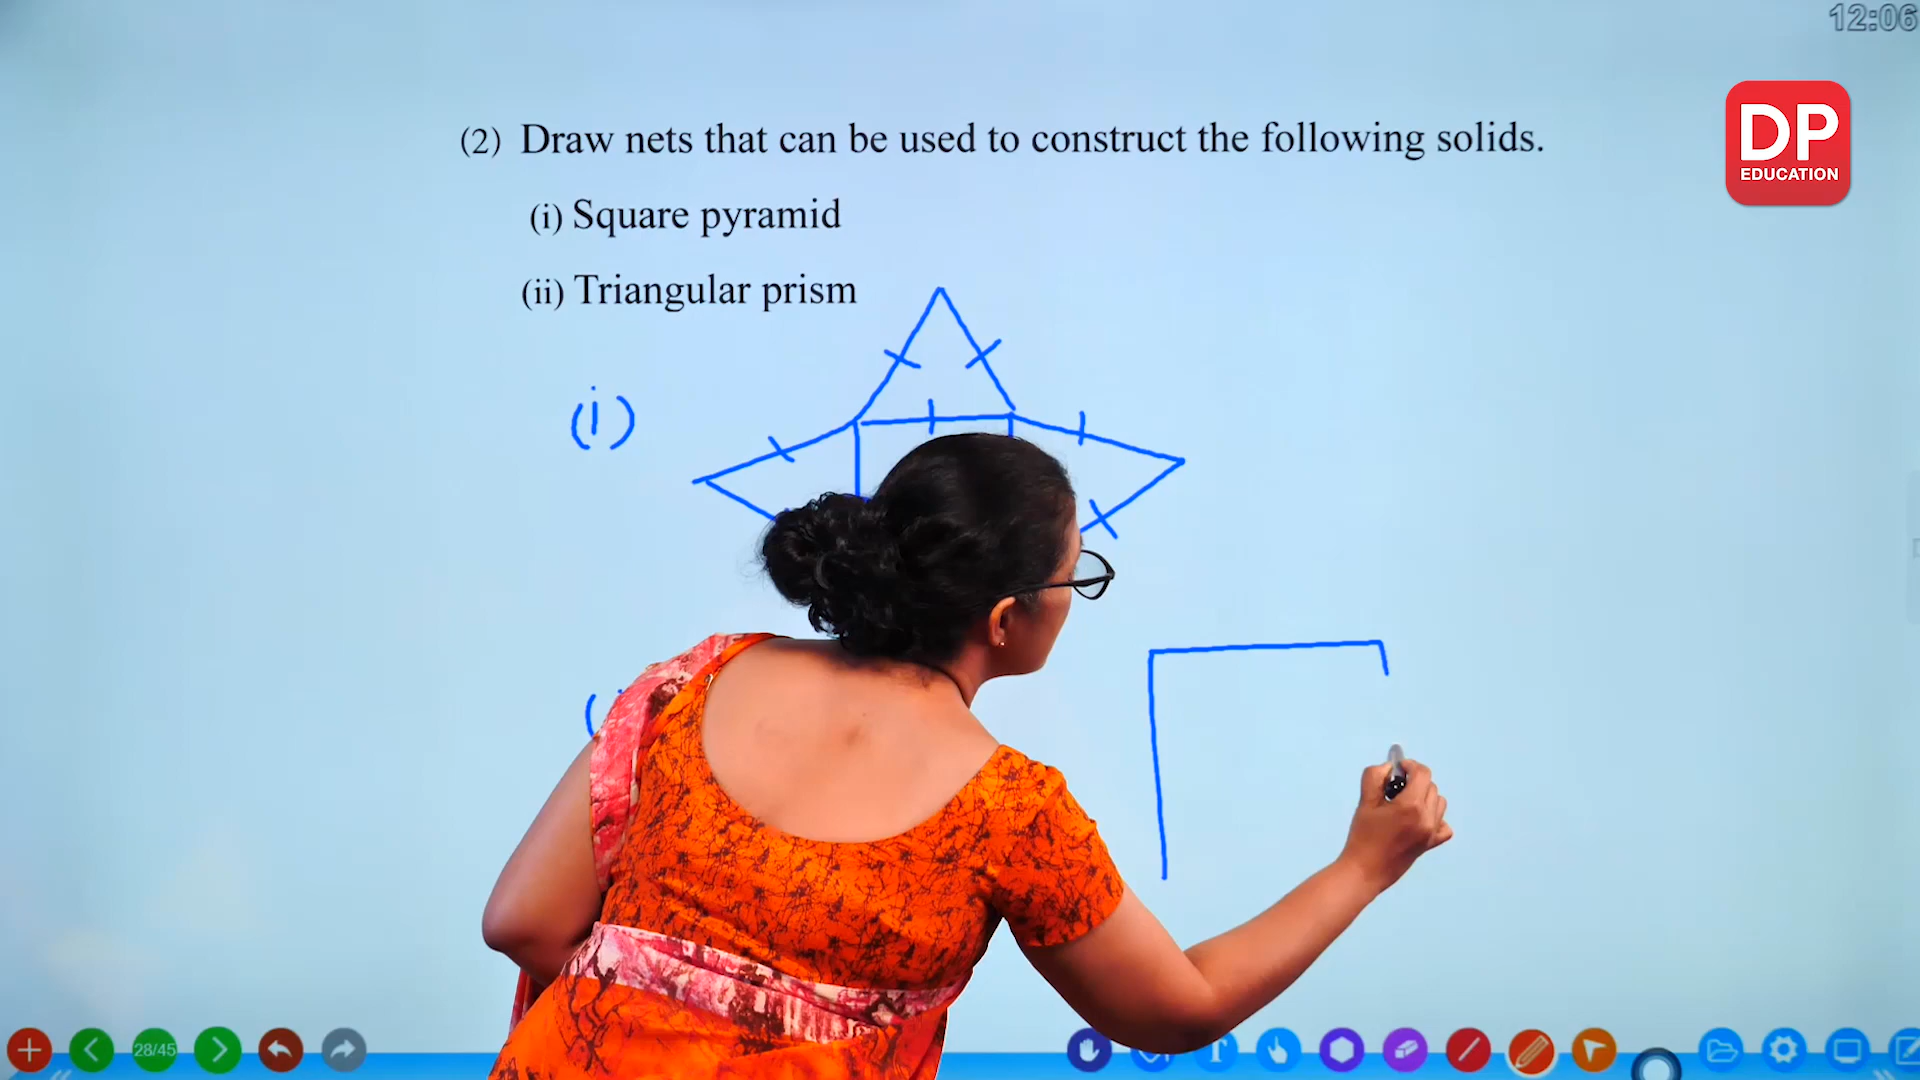 12:06
DP
EDUCATION
(2) Draw nets that can be used to construct the following solids.
(i) Square pyramid
(ii) Triangular prism
(i)
28/45
T